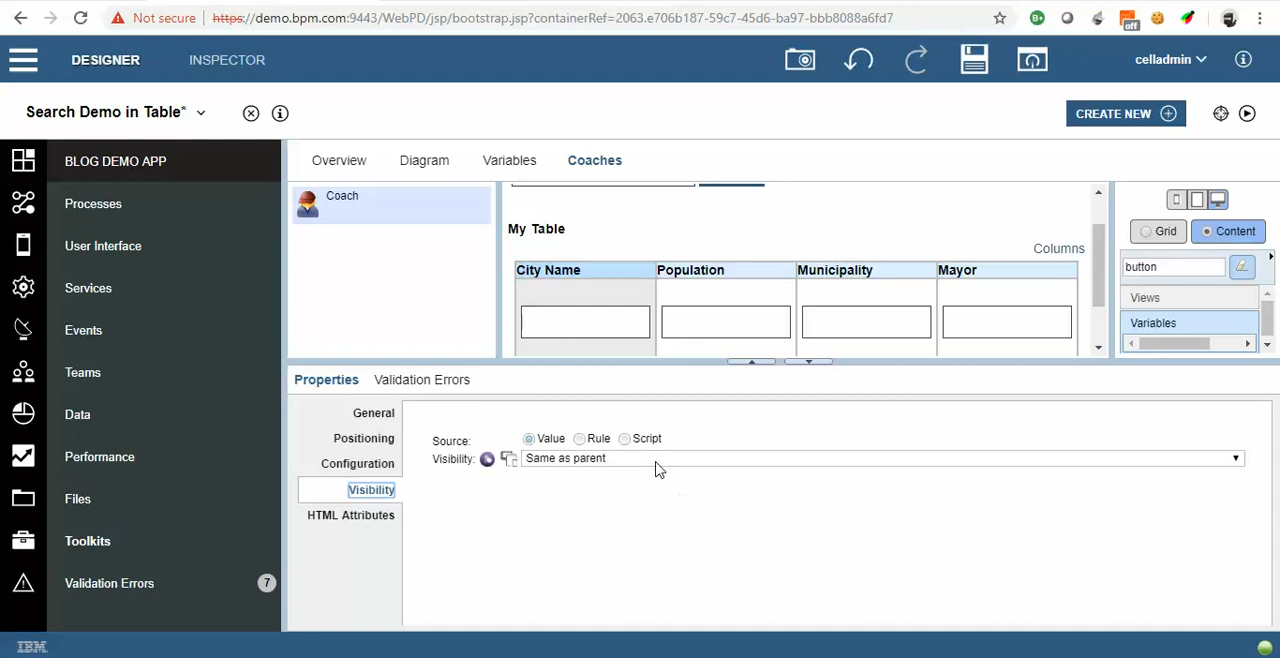 Not secure https://demo.bpm.com:9443/WebPD/jsp/bootstrap.jsp?containerRef=2063.e706b187-59c7-45d6-ba97-bbb8088a6fd7
B+
off
DESIGNER INSPECTOR celladmin
Search Demo in Table* CREATE NEW
BLOG DEMO APP
Processes
User Interface
Services
Events
Teams
Data
Performance
Files
Toolkits
Validation Errors 7
Overview Diagram Variables Coaches
Coach
My Table
Columns
City Name Population Municipality Mayor
Grid Content
button
Views
Variables
Properties Validation Errors
General
Positioning
Configuration
Visibility
HTML Attributes
Source: Value Rule Script
Visibility: Same as parent
IBM